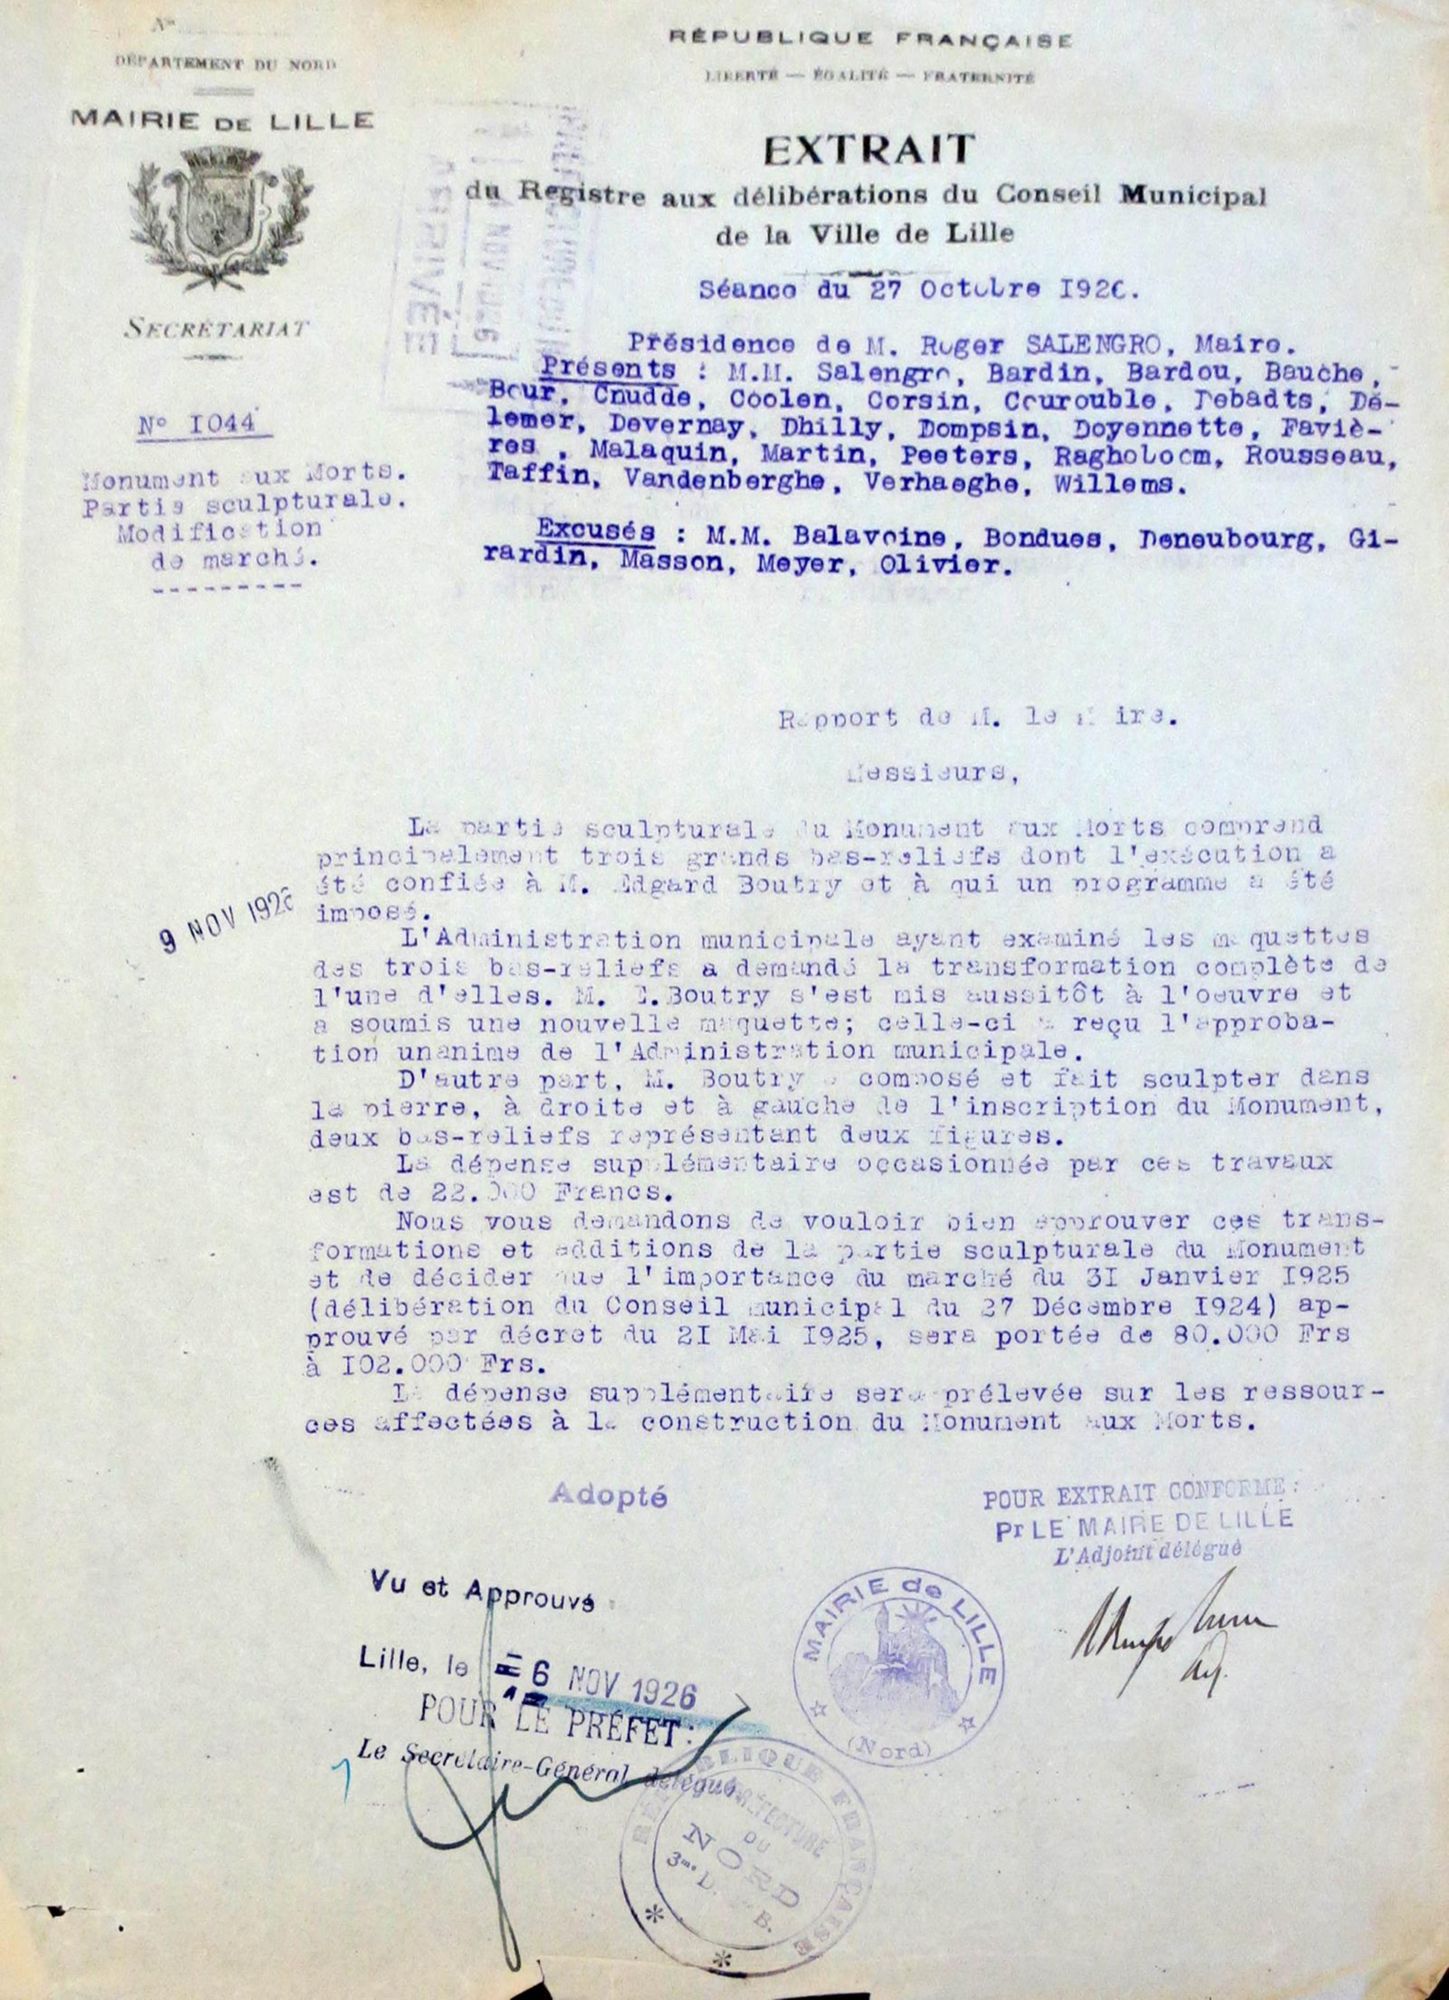 N°
DÉPARTEMENT DU NORD
MAIRIE DE LILLE
SECRÉTARIAT
N° I044
Monument aux Morts.
Partie sculpturale.
Modification
de marché.
---------
RÉPUBLIQUE FRANÇAISE
LIBERTÉ — ÉGALITÉ — FRATERNITÉ
EXTRAIT
du Registre aux délibérations du Conseil Municipal
de la Ville de Lille
Séance du 27 Octobre I926.
Présidence de M. Roger SALENGRO, Maire.
Présents : M.M. Salengro, Bardin, Bardou, Bauche,
Bour, Cnudde, Coolen, Corsin, Courouble, Debadts, Dé-
lemer, Devernay, Dhilly, Dompsin, Doyennette, Faviè-
res , Malaquin, Martin, Peeters, Ragheboom, Rousseau,
Taffin, Vandenberghe, Verhaeghe, Willems.
Excusés : M.M. Balavoine, Bondues, Deneubourg, Gi-
rardin, Masson, Meyer, Olivier.
Rapport de M. le Maire.
Messieurs,
La partie sculpturale du Monument aux Morts comprend
principalement trois grands bas-reliefs dont l'exécution a
été confiée à M. Edgard Boutry et à qui un programme a été
imposé.
9 NOV 1926
L'Administration municipale ayant examiné les maquettes
des trois bas-reliefs a demandé la transformation complète de
l'une d'elles. M. E.Boutry s'est mis aussitôt à l'oeuvre et
a soumis une nouvelle maquette; celle-ci a reçu l'approba-
tion unanime de l'Administration municipale.
D'autre part, M. Boutry a composé et fait sculpter dans
la pierre, à droite et à gauche de l'inscription du Monument,
deux bas-reliefs représentant deux figures.
La dépense supplémentaire occasionnée par ces travaux
est de 22.000 Francs.
Nous vous demandons de vouloir bien approuver ces trans-
formations et additions de la partie sculpturale du Monument
et de décider que l'importance du marché du 3I Janvier I925
(délibération du Conseil municipal du 27 Décembre I924) ap-
prouvé par décret du 2I Mai I925, sera portée de 80.000 Frs
à I02.000 Frs.
La dépense supplémentaire sera prélevée sur les ressour-
ces affectées à la construction du Monument aux Morts.
Adopté
POUR EXTRAIT CONFORME :
Pr LE MAIRE DE LILLE
L'Adjoint délégué
Vu et Approuvé
Lille, le = 6 NOV 1926
POUR LE PRÉFET :
Le Secrétaire-Général délégué
MAIRIE de LILLE
(Nord)
RÉPUBLIQUE FRANÇAISE
PRÉFECTURE
DU
NORD
3me D. B.